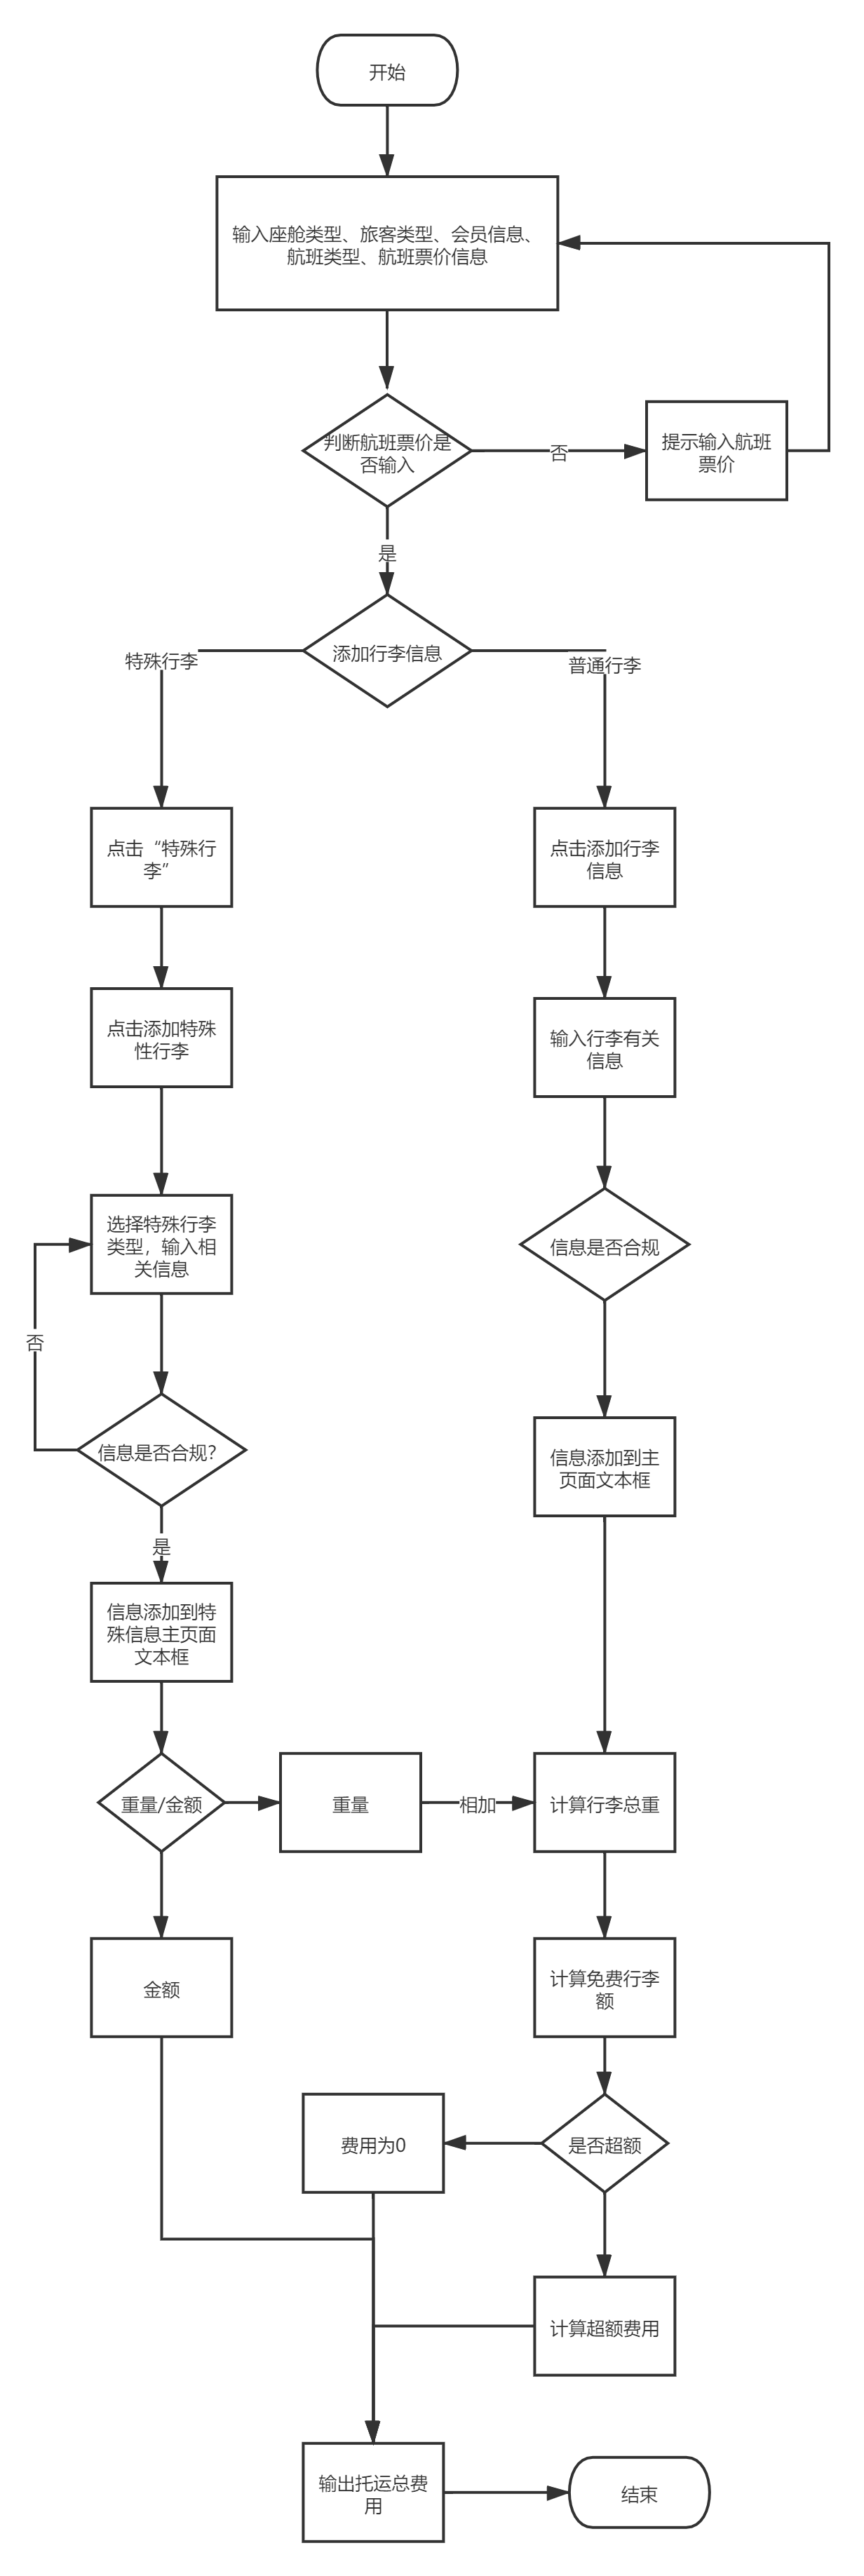 开始
输入座舱类型、旅客类型、会员信息、
航班类型、航班票价信息
判断航班票价是
否输入
否
提示输入航班
票价
是
添加行李信息
特殊行李
普通行李
点击“特殊行
李”
点击添加行李
信息
点击添加特殊
性行李
输入行李有关
信息
选择特殊行李
类型，输入相
关信息
信息是否合规
否
信息是否合规？
信息添加到主
页面文本框
是
信息添加到特
殊信息主页面
文本框
重量/金额
重量
相加
计算行李总重
金额
计算免费行李
额
费用为0
是否超额
计算超额费用
输出托运总费
用
结束